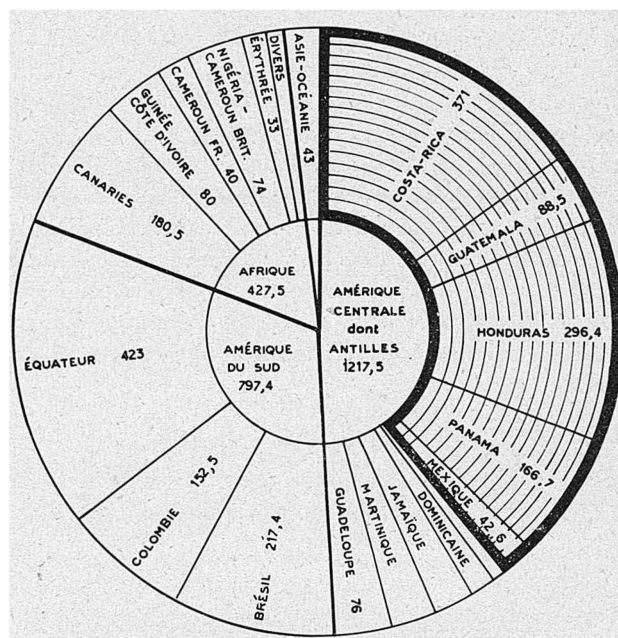 COSTA-RICA 371
GUATEMALA 88,5
HONDURAS 296,4
PANAMA 166,7
MEXIQUE 42,6
DOMINICAINE
JAMAÏQUE
MARTINIQUE
GUADELOUPE 76
BRÉSIL 217,4
COLOMBIE 152,5
ÉQUATEUR 423
CANARIES 180,5
GUINÉE
CÔTE D'IVOIRE 80
CAMEROUN FR. 40
NIGÉRIA -
CAMEROUN BRIT. 74
ÉRYTHRÉE 33
DIVERS
ASIE-OCÉANIE 43
AFRIQUE
427,5
AMÉRIQUE
DU SUD
797,4
AMÉRIQUE
CENTRALE
dont
ANTILLES
1217,5